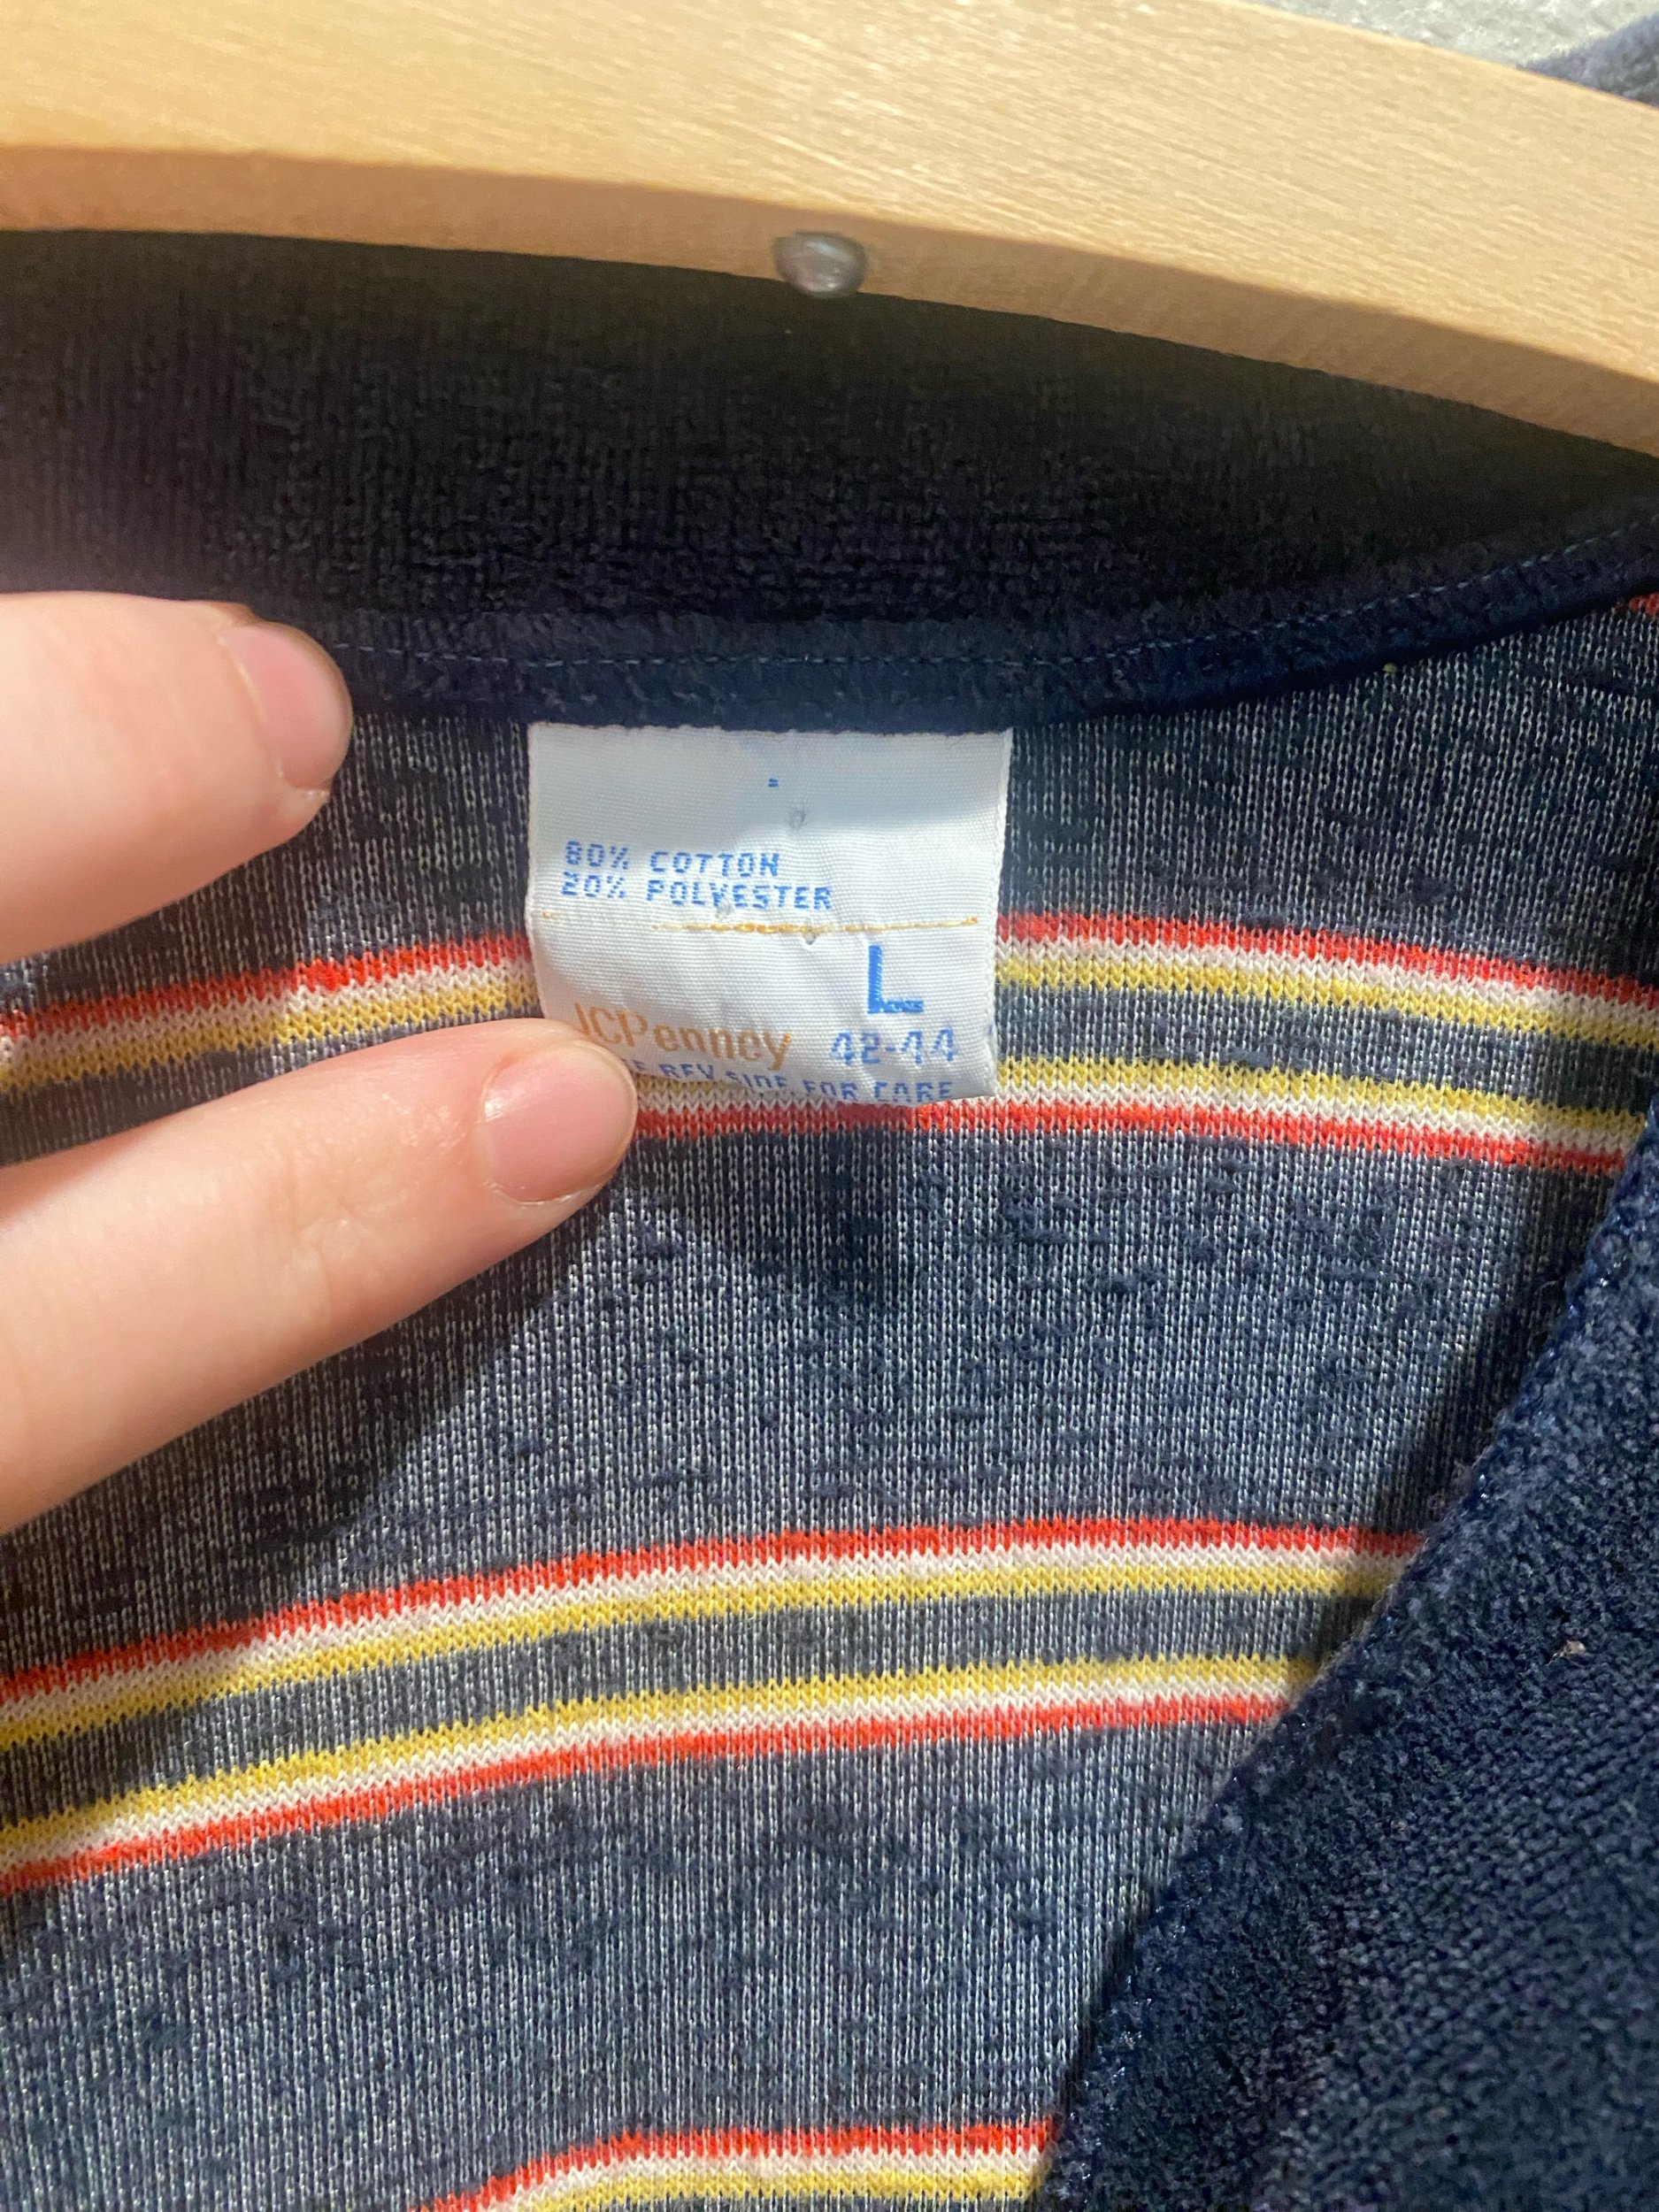 80% COTTON
20% POLYESTER
L
JCPenney 42-44
REV SIDE FOR CARE